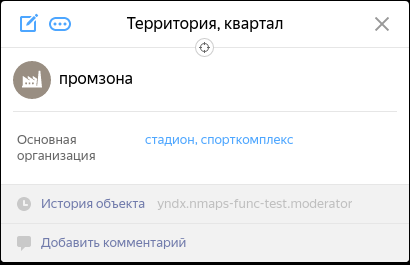 Территория, квартал
промзона
Основная организация
стадион, спорткомплекс
История объекта yndx.nmaps-func-test.moderator
Добавить комментарий